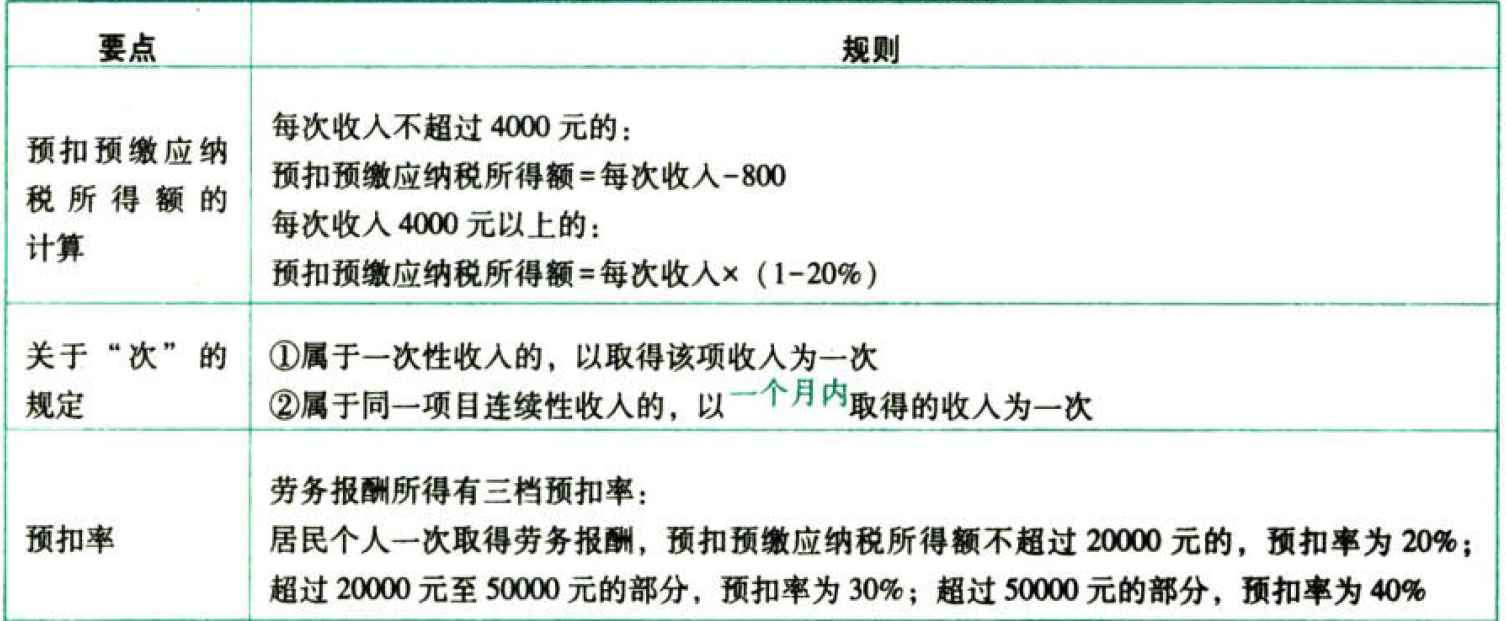 要点
规则
预扣预缴应纳
税所得额的
计算
每次收入不超过 4000 元的：
预扣预缴应纳税所得额=每次收入-800
每次收入 4000 元以上的：
预扣预缴应纳税所得额=每次收入×（1-20%）
关于“次”的
规定
①属于一次性收入的，以取得该项收入为一次
②属于同一项目连续性收入的，以一个月内取得的收入为一次
预扣率
劳务报酬所得有三档预扣率：
居民个人一次取得劳务报酬，预扣预缴应纳税所得额不超过 20000 元的，预扣率为 20%；
超过 20000 元至 50000 元的部分，预扣率为 30%；超过 50000 元的部分，预扣率为 40%